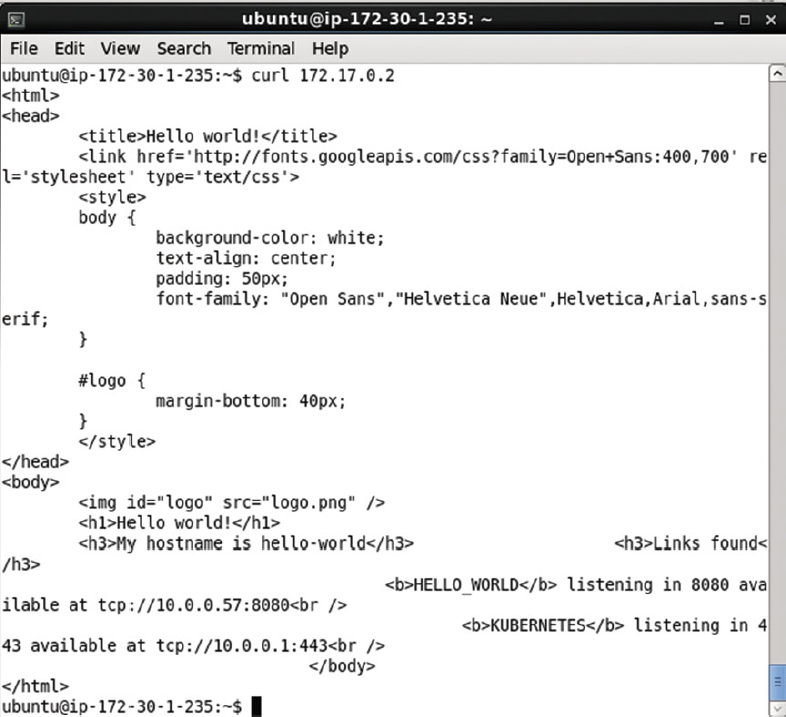 ubuntu@ip-172-30-1-235: ~
File Edit View Search Terminal Help
ubuntu@ip-172-30-1-235:~$ curl 172.17.0.2
<html>
<head>
<title>Hello world!</title>
<link href='http://fonts.googleapis.com/css?family=Open+Sans:400,700' re
l='stylesheet' type='text/css'>
<style>
body {
background-color: white;
text-align: center;
padding: 50px;
font-family: "Open Sans","Helvetica Neue",Helvetica,Arial,sans-s
erif;
}
#logo {
margin-bottom: 40px;
}
</style>
</head>
<body>
<img id="logo" src="logo.png" />
<h1>Hello world!</h1>
<h3>My hostname is hello-world</h3> <h3>Links found<
/h3>
<b>HELLO_WORLD</b> listening in 8080 ava
ilable at tcp://10.0.0.57:8080<br />
<b>KUBERNETES</b> listening in 4
43 available at tcp://10.0.0.1:443<br />
</body>
</html>
ubuntu@ip-172-30-1-235:~$